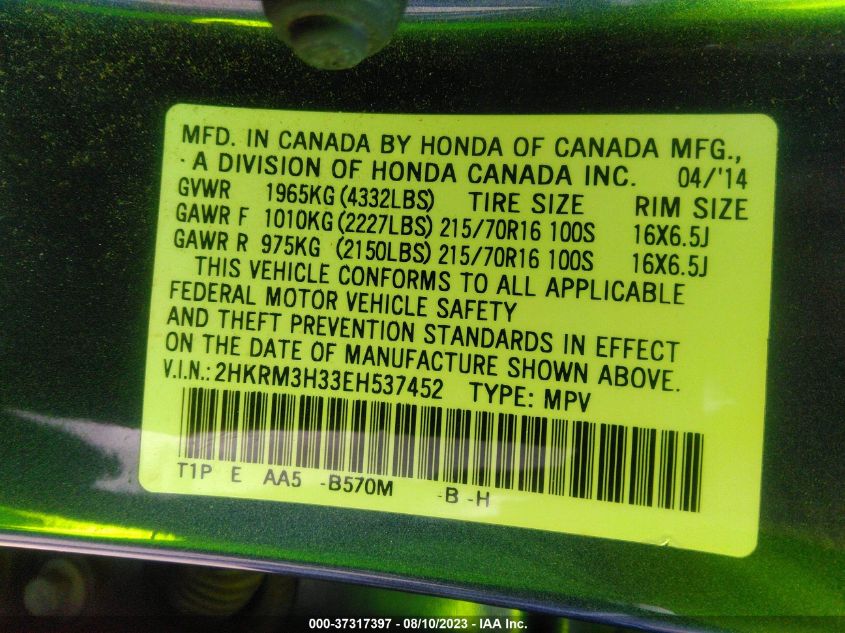 MFD. IN CANADA BY HONDA OF CANADA MFG.,
A DIVISION OF HONDA CANADA INC. 04/'14
GVWR 1965KG (4332LBS) TIRE SIZE RIM SIZE
GAWR F 1010KG (2227LBS) 215/70R16 100S 16X6.5J
GAWR R 975KG (2150LBS) 215/70R16 100S 16X6.5J
THIS VEHICLE CONFORMS TO ALL APPLICABLE
FEDERAL MOTOR VEHICLE SAFETY
AND THEFT PREVENTION STANDARDS IN EFFECT
ON THE DATE OF MANUFACTURE SHOWN ABOVE.
V.I.N.: 2HKRM3H33EH537452 TYPE: MPV
T1P E AA5 -B570M -B -H
000-37317397 - 08/10/2023 - IAA Inc.